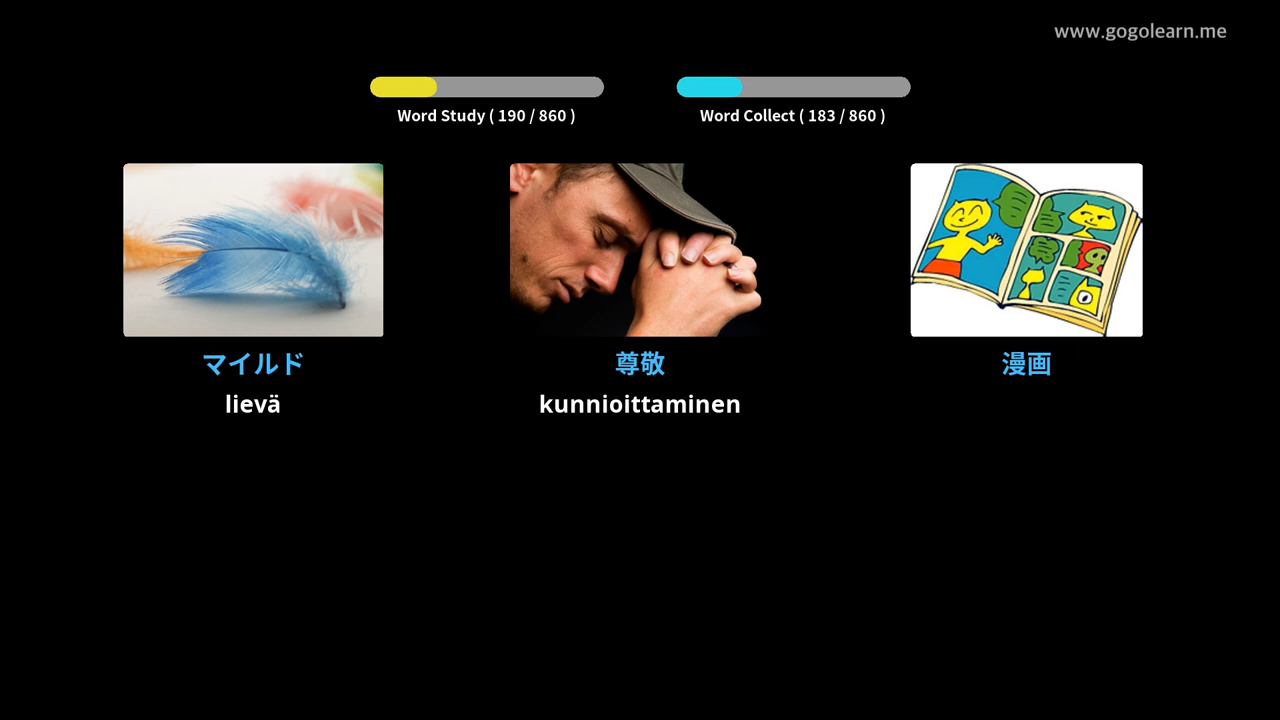 www.gogolearn.me
Word Study ( 190 / 860 )
Word Collect ( 183 / 860 )
マイルド
尊敬
漫画
lievä
kunnioittaminen